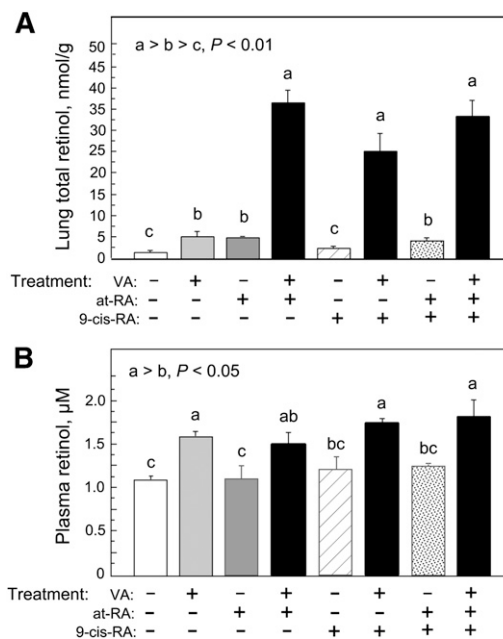 A
a > b > c, P < 0.01
Lung total retinol, nmol/g
50
45
40
35
30
25
20
15
10
5
0
c b b a c a b a
Treatment: VA: – + – + – + – +
at-RA: – – + + – – + +
9-cis-RA: – – – – + + + +
B
a > b, P < 0.05
Plasma retinol, µM
2.0
1.5
1.0
0.5
0
c a c ab bc a bc a
Treatment: VA: – + – + – + – +
at-RA: – – + + – – + +
9-cis-RA: – – – – + + + +